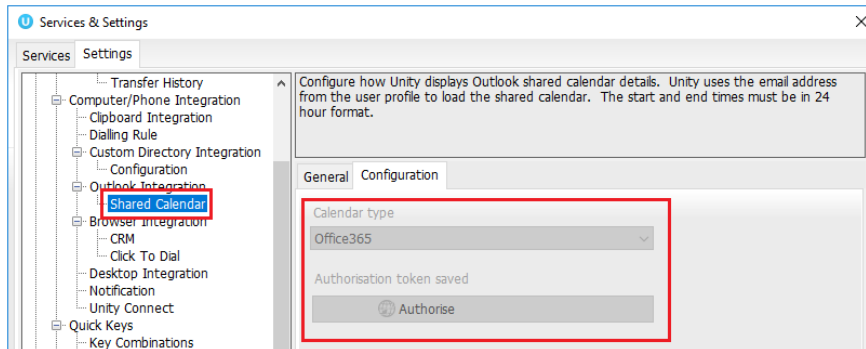 Services & Settings
Services Settings
Transfer History
Computer/Phone Integration
Clipboard Integration
Dialling Rule
Custom Directory Integration
Configuration
Outlook Integration
Shared Calendar
Browser Integration
CRM
Click To Dial
Desktop Integration
Notification
Unity Connect
Quick Keys
Key Combinations
Configure how Unity displays Outlook shared calendar details. Unity uses the email address
from the user profile to load the shared calendar. The start and end times must be in 24
hour format.
General Configuration
Calendar type
Office365
Authorisation token saved
Authorise